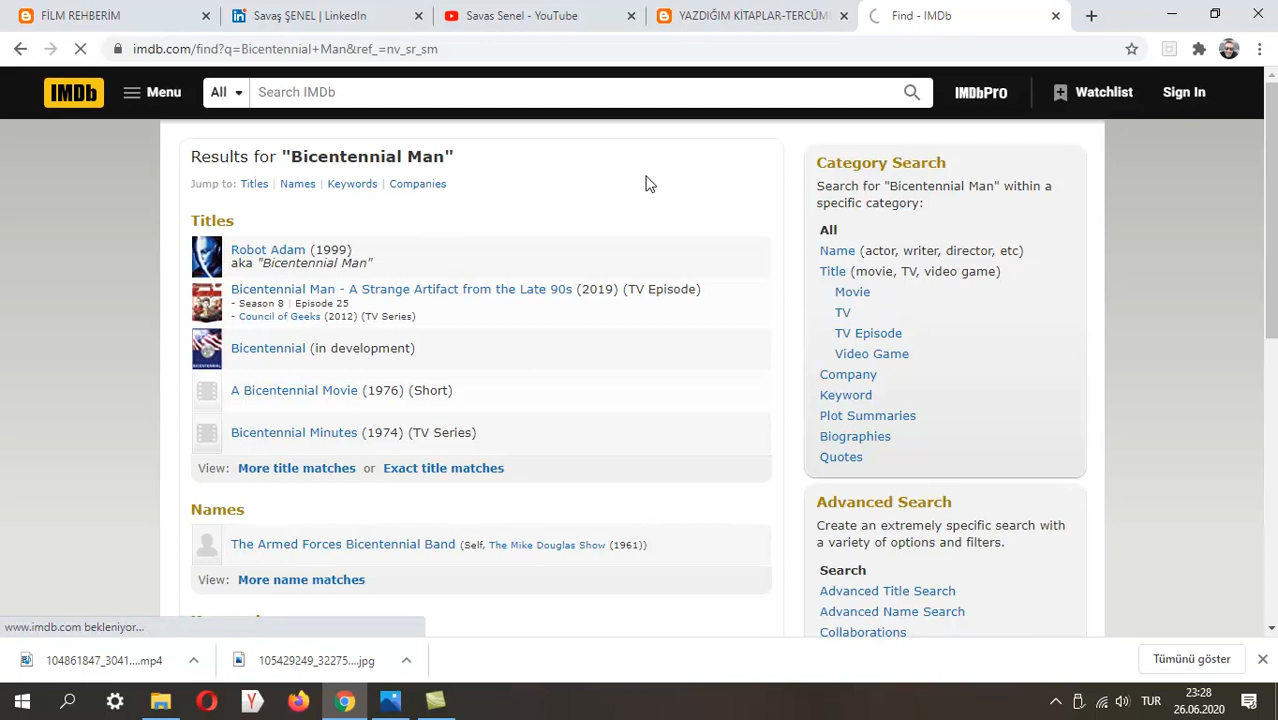 FİLM REHBERİM
Savaş ŞENEL | LinkedIn
Savas Senel - YouTube
YAZDIĞIM KİTAPLAR-TERCÜM
Find - IMDb
imdb.com/find?q=Bicentennial+Man&ref_=nv_sr_sm
IMDb
Menu
All
Search IMDb
IMDbPro
Watchlist
Sign In
Results for "Bicentennial Man"
Jump to: Titles | Names | Keywords | Companies
Titles
Robot Adam (1999)
aka "Bicentennial Man"
Bicentennial Man - A Strange Artifact from the Late 90s (2019) (TV Episode)
- Season 8 | Episode 25
- Council of Geeks (2012) (TV Series)
BICENTENNIAL
Bicentennial (in development)
A Bicentennial Movie (1976) (Short)
Bicentennial Minutes (1974) (TV Series)
View: More title matches or Exact title matches
Names
The Armed Forces Bicentennial Band (Self, The Mike Douglas Show (1961))
View: More name matches
Category Search
Search for "Bicentennial Man" within a
specific category:
All
Name (actor, writer, director, etc)
Title (movie, TV, video game)
Movie
TV
TV Episode
Video Game
Company
Keyword
Plot Summaries
Biographies
Quotes
Advanced Search
Create an extremely specific search with
a variety of options and filters.
Search
Advanced Title Search
Advanced Name Search
Collaborations
www.imdb.com bekleniyor...
104861847_3041....mp4
105429249_32275....jpg
Tümünü göster
TUR
23:28
26.06.2020